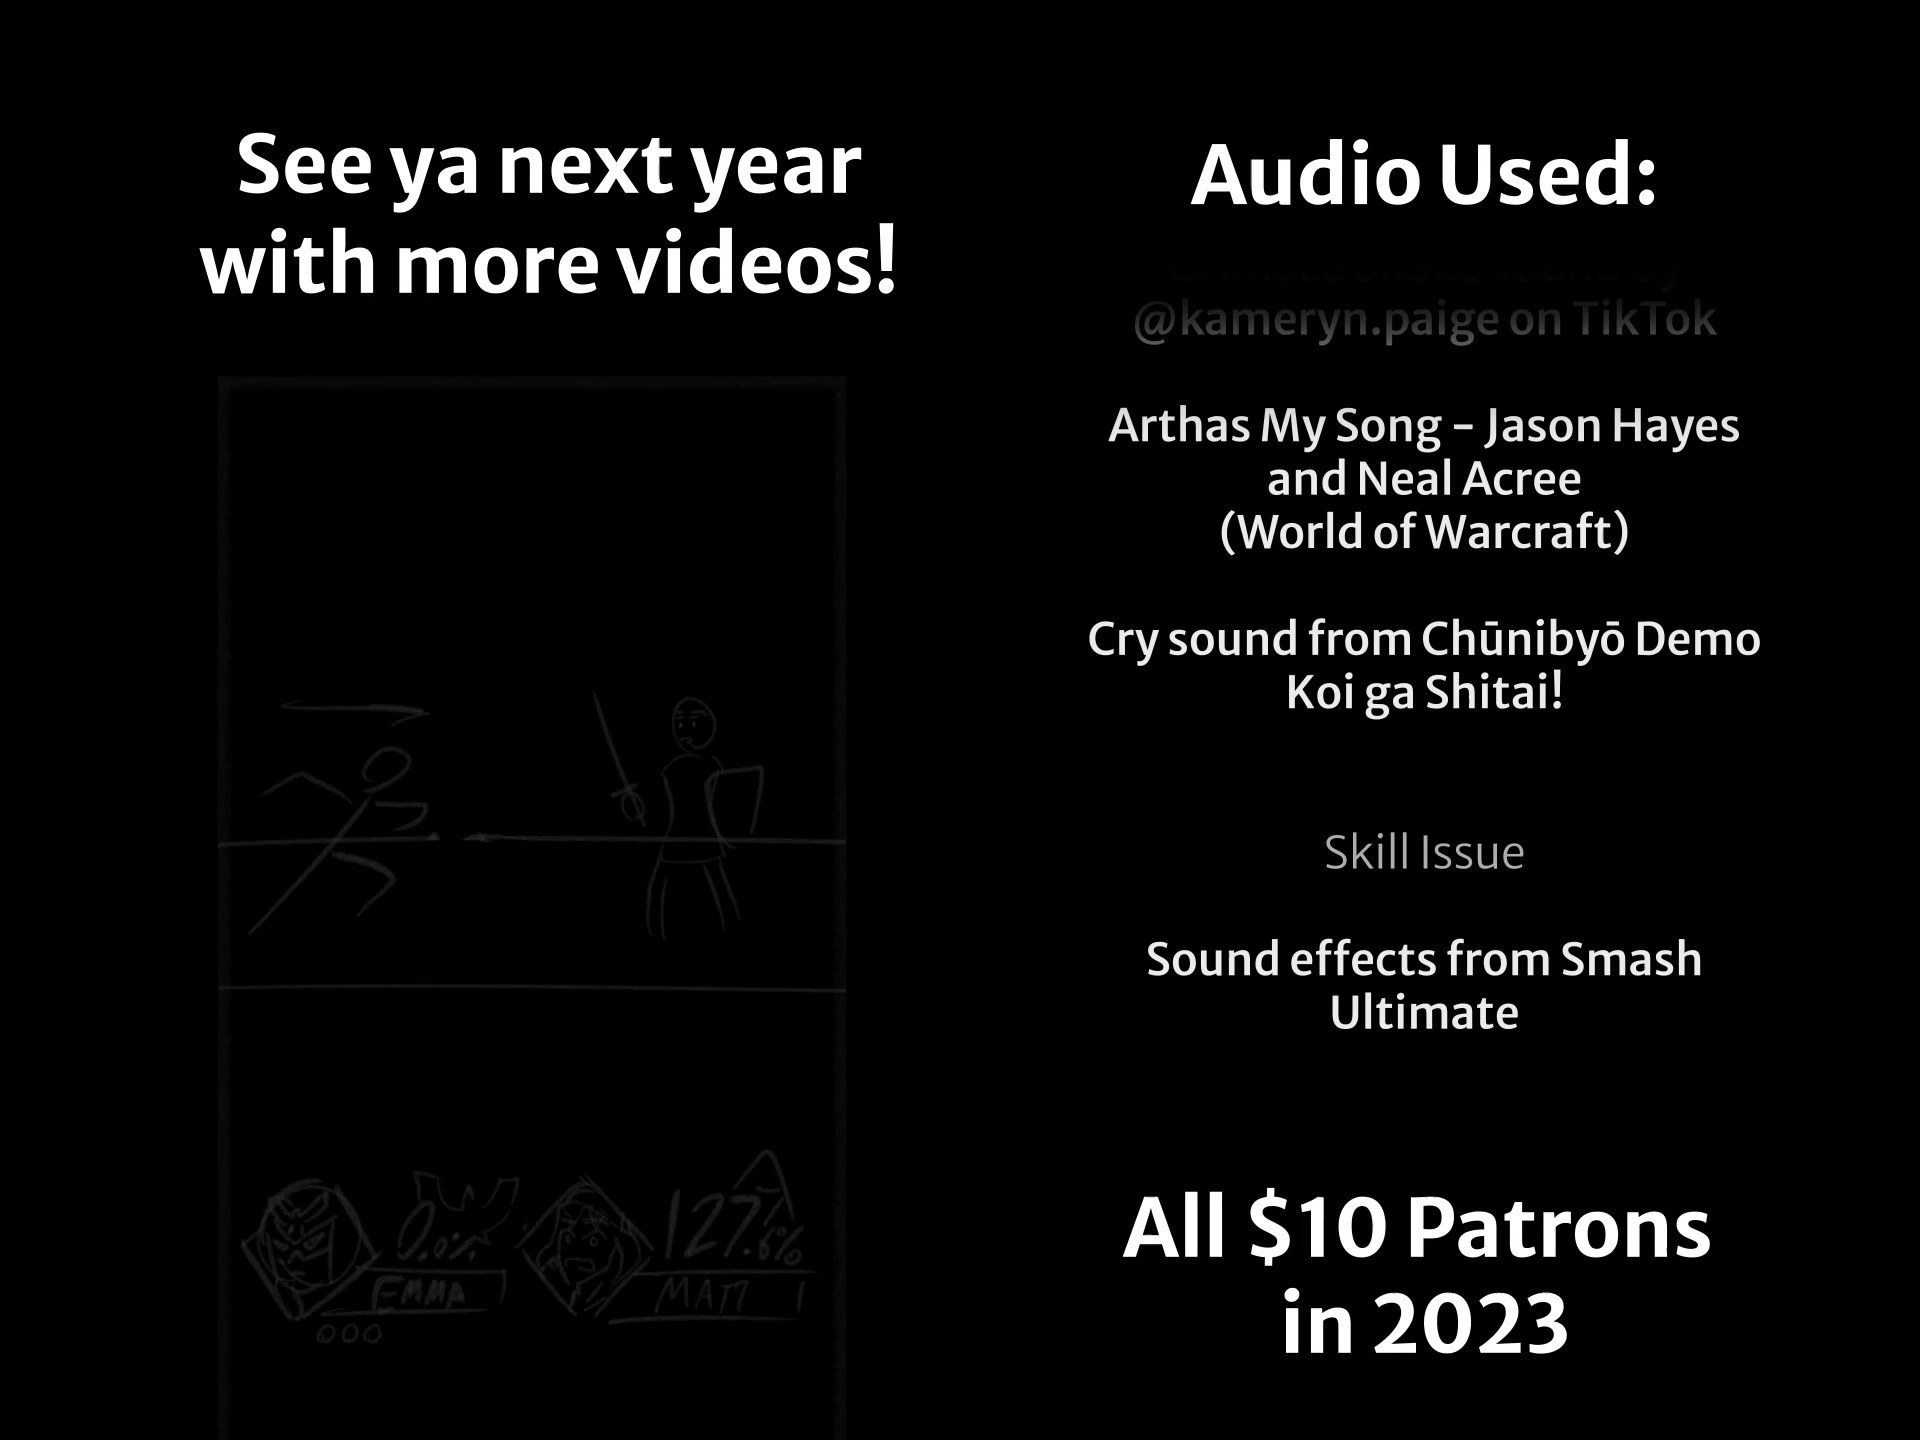 See ya next year
with more videos!
Audio Used:
@kameryn.paige on TikTok
Arthas My Song - Jason Hayes
and Neal Acree
(World of Warcraft)
Cry sound from Chūnibyō Demo
Koi ga Shitai!
Skill Issue
Sound effects from Smash
Ultimate
0.0%
EMMA
127.6%
MATT
All $10 Patrons
in 2023